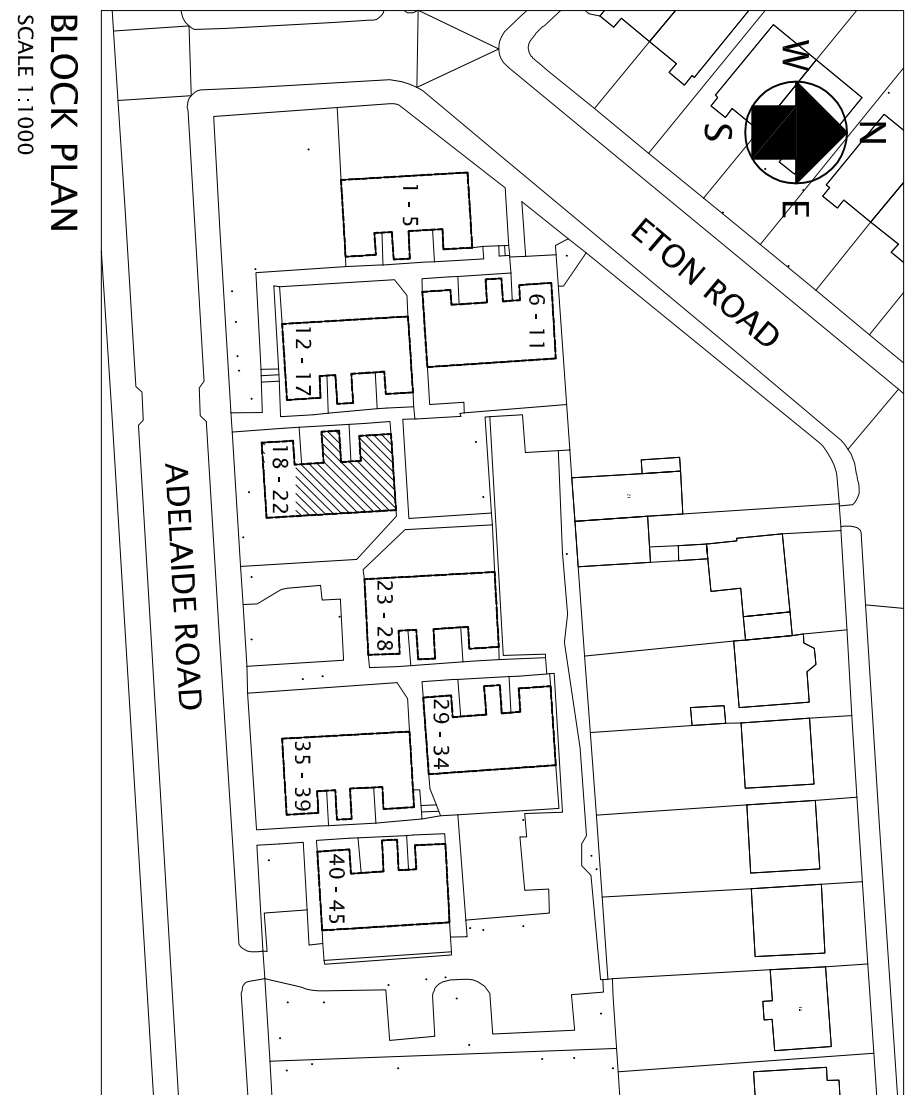 BLOCK PLAN
SCALE 1:1000
W
N
S
E
ETON ROAD
1 - 5
6 - 11
12 - 17
18 - 22
ADELAIDE ROAD
23 - 28
29 - 34
35 - 39
40 - 45